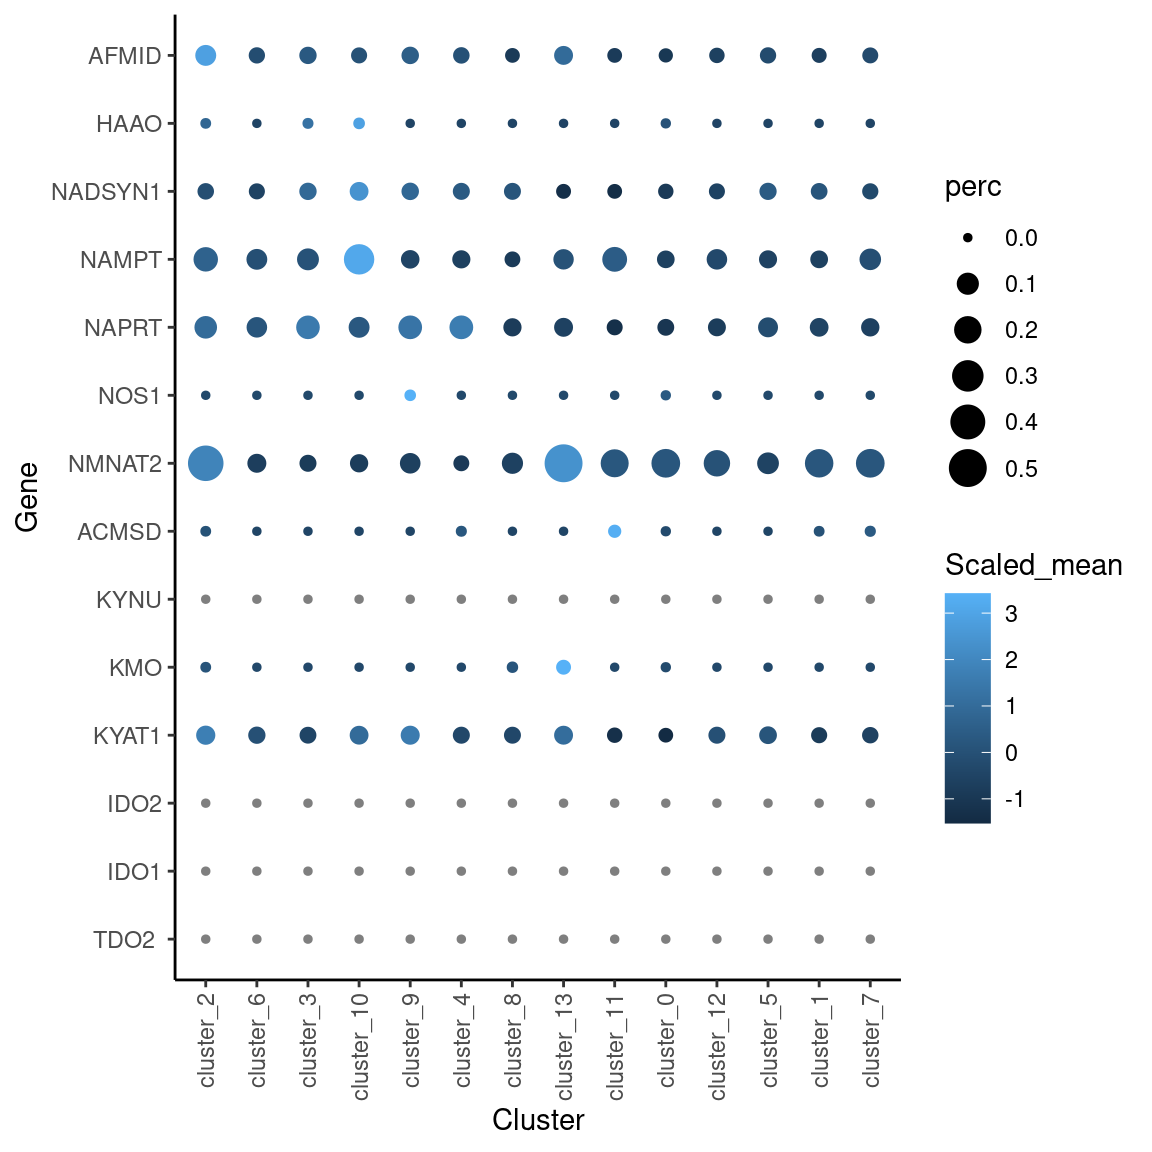 AFMID
HAAO
NADSYN1
NAMPT
NAPRT
NOS1
NMNAT2
ACMSD
KYNU
KMO
KYAT1
IDO2
IDO1
TDO2
Gene
cluster_2
cluster_6
cluster_3
cluster_10
cluster_9
cluster_4
cluster_8
cluster_13
cluster_11
cluster_0
cluster_12
cluster_5
cluster_1
cluster_7
Cluster
perc
0.0
0.1
0.2
0.3
0.4
0.5
Scaled_mean
3
2
1
0
-1